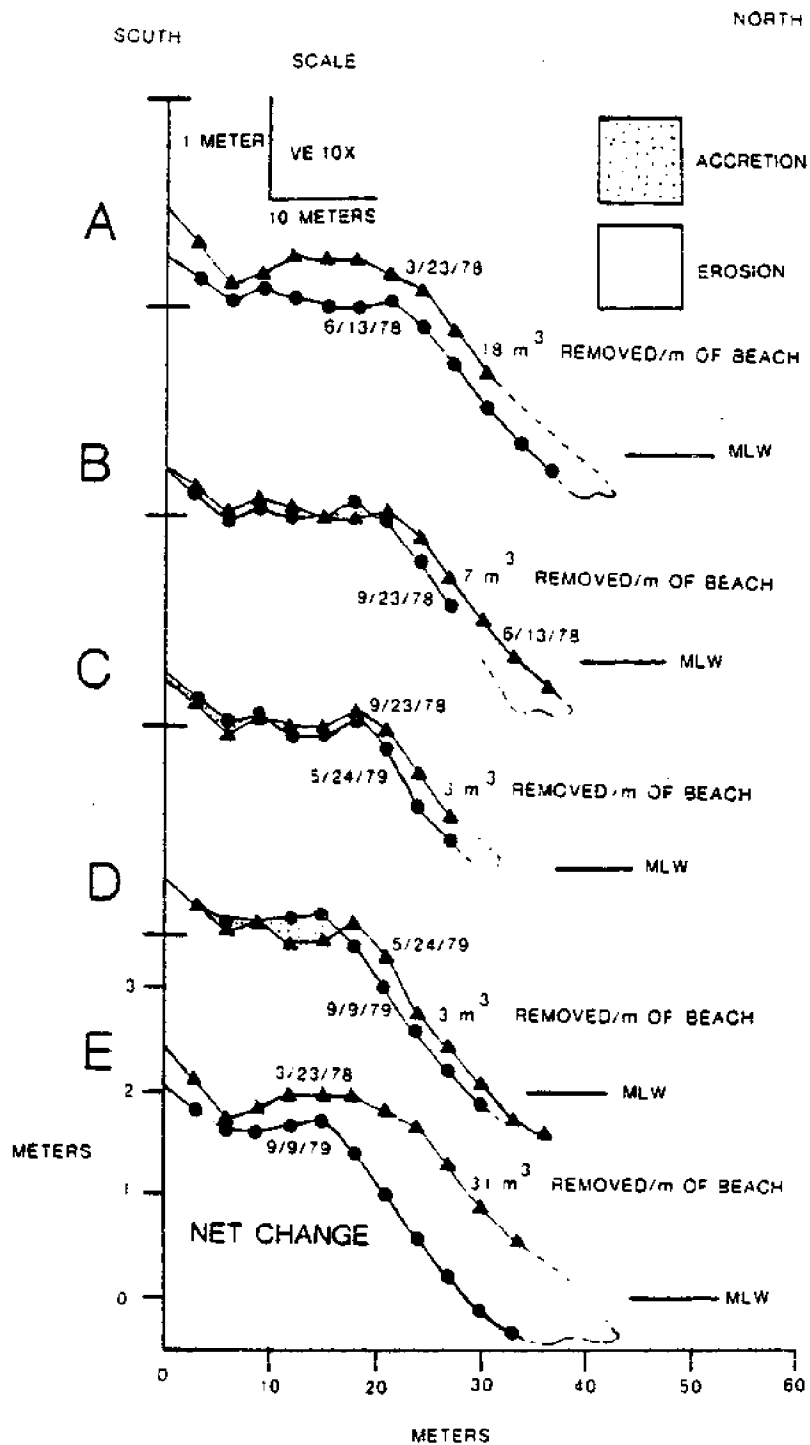 NORTH
SOUTH
SCALE
1 METER
VE 10X
10 METERS
ACCRETION
EROSION
A
3/23/78
6/13/78
18 m³ REMOVED/m OF BEACH
MLW
B
7 m³ REMOVED/m OF BEACH
9/23/78
6/13/78
MLW
C
9/23/78
5/24/79
m³ REMOVED/m OF BEACH
MLW
D
5/24/79
9/9/79
3 m³ REMOVED/m OF BEACH
MLW
E
3/23/78
9/9/79
31 m³ REMOVED/m OF BEACH
NET CHANGE
MLW
METERS
3
2
1
0
0
10
20
30
40
50
60
METERS